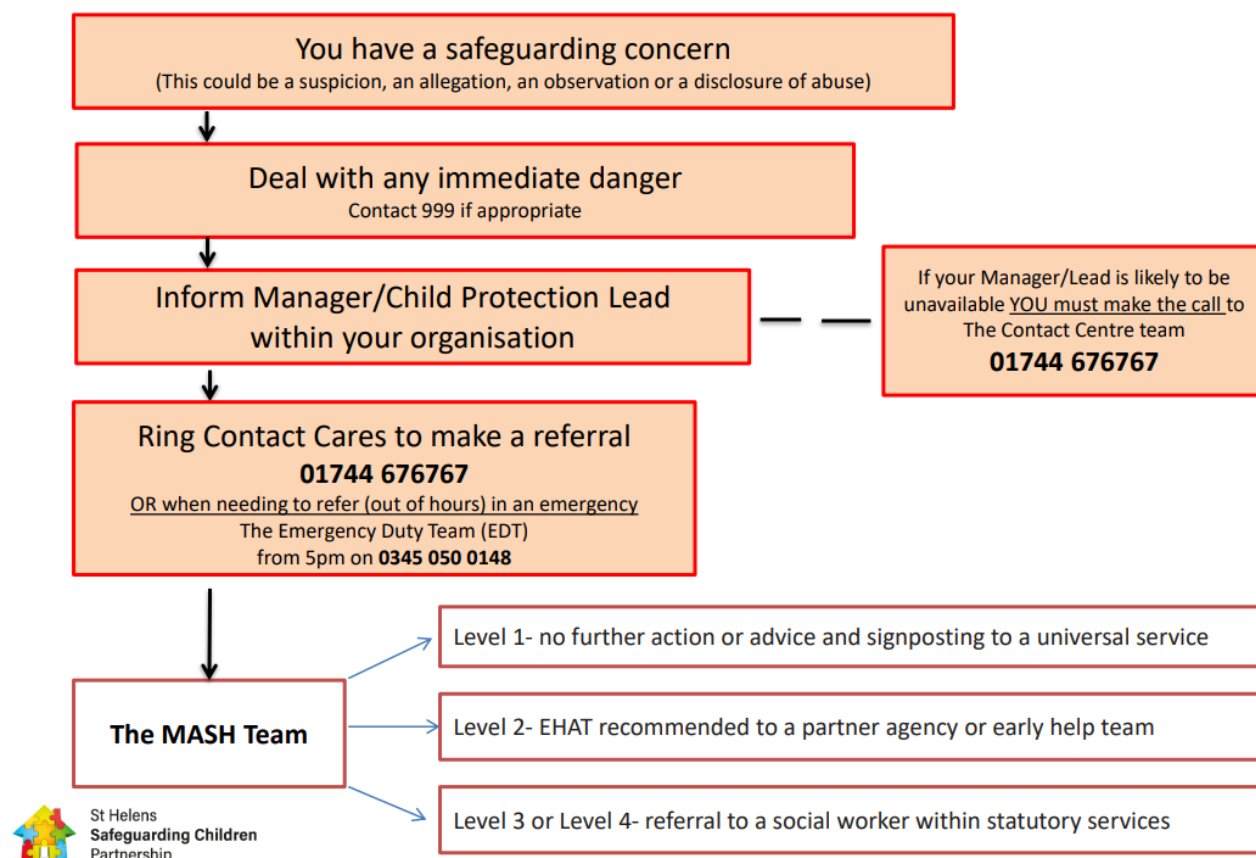 You have a safeguarding concern
(This could be a suspicion, an allegation, an observation or a disclosure of abuse)
Deal with any immediate danger
Contact 999 if appropriate
Inform Manager/Child Protection Lead
within your organisation
If your Manager/Lead is likely to be
unavailable YOU must make the call to
The Contact Centre team
01744 676767
Ring Contact Cares to make a referral
01744 676767
OR when needing to refer (out of hours) in an emergency
The Emergency Duty Team (EDT)
from 5pm on 0345 050 0148
The MASH Team
Level 1- no further action or advice and signposting to a universal service
Level 2- EHAT recommended to a partner agency or early help team
Level 3 or Level 4- referral to a social worker within statutory services
St Helens
Safeguarding Children
Partnership